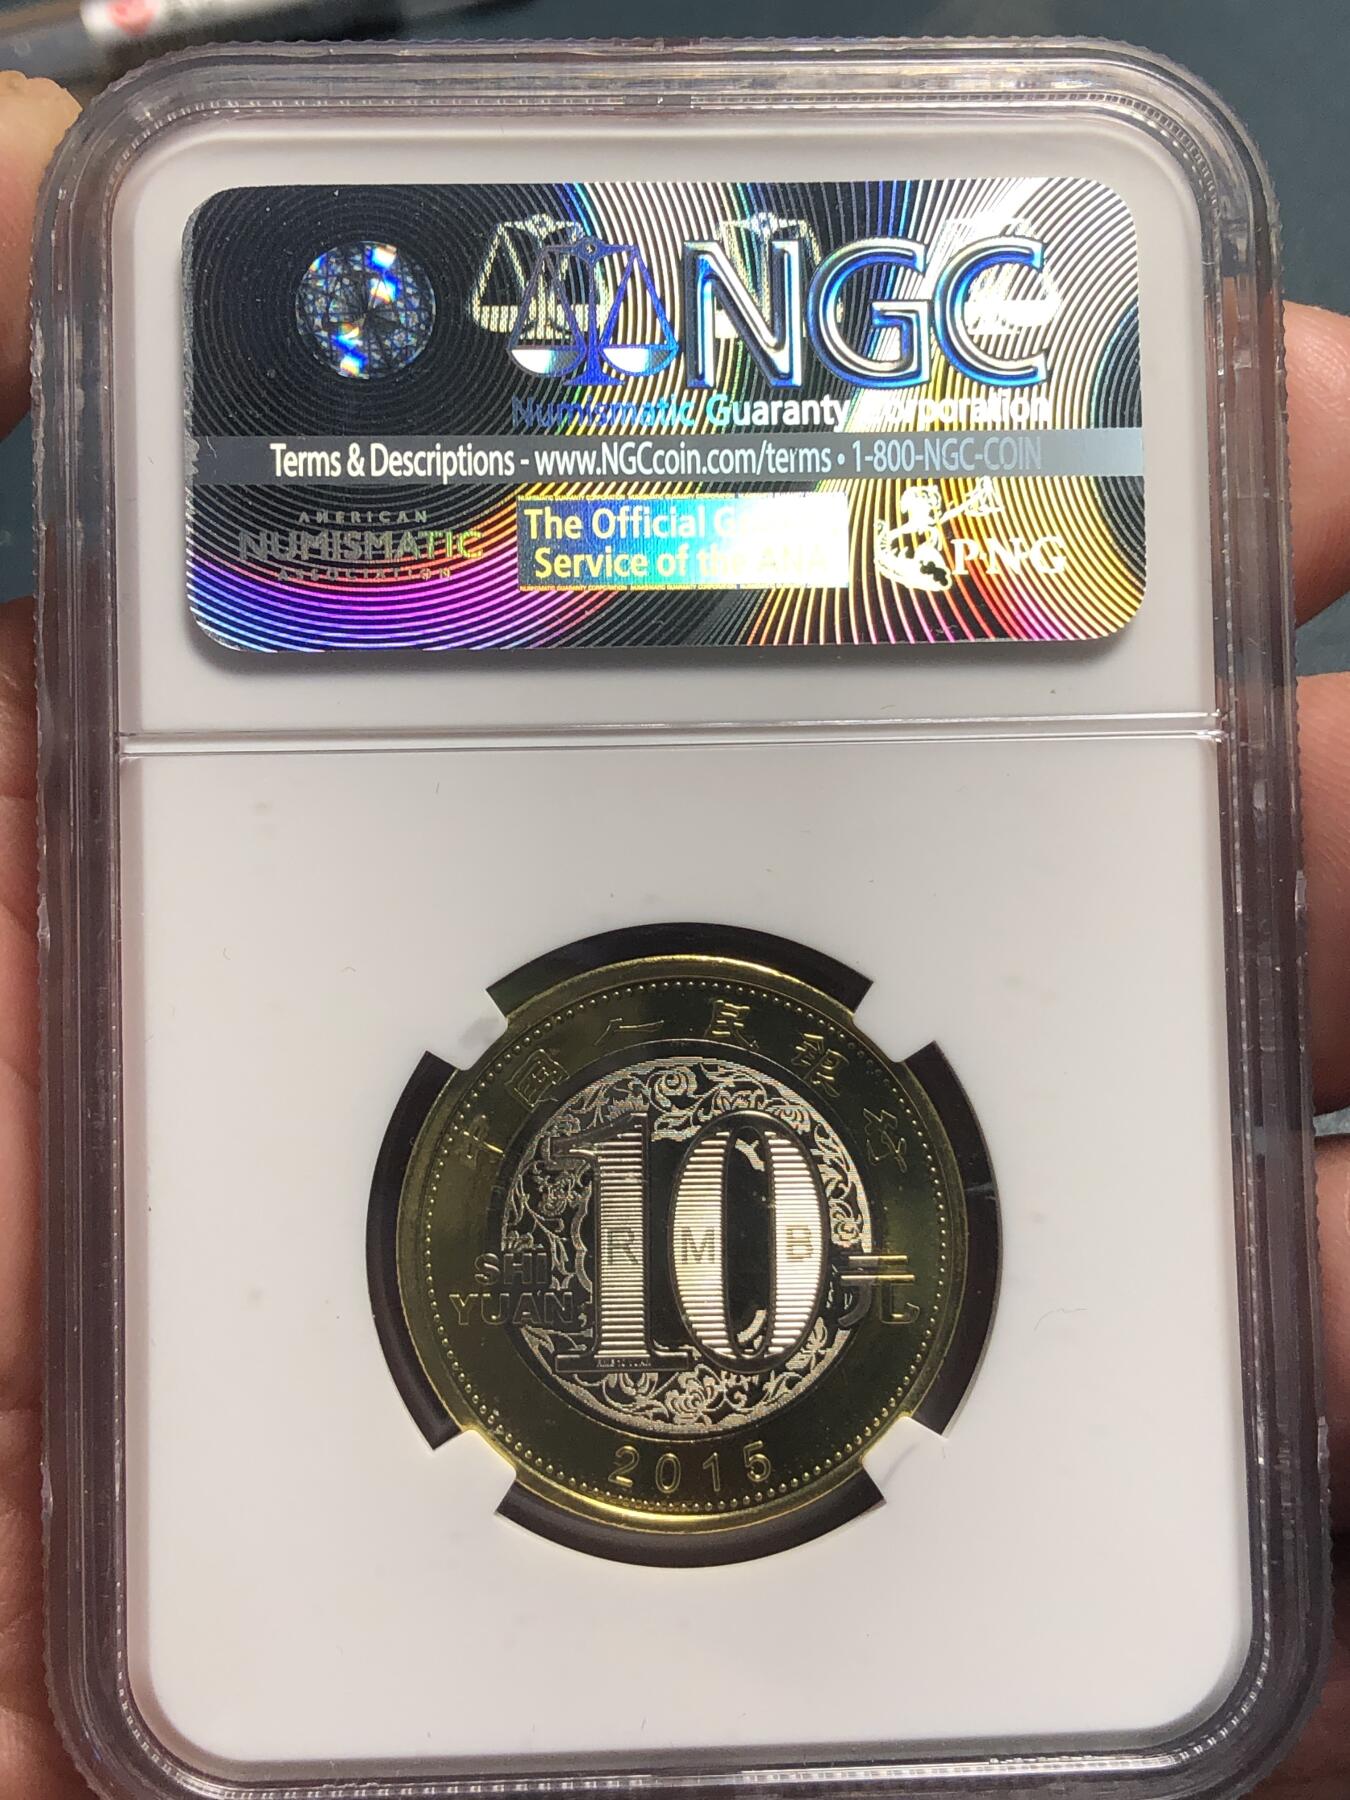 NGC
Numismatic Guaranty Corporation
Terms & Descriptions - www.NGCcoin.com/terms • 1-800-NGC-COIN
AMERICAN
NUMISMATIC
ASSOCIATION
The Official
Service of the ANA
PNG
中国人民银行
10
RMB
SHI
YUAN
元
2015